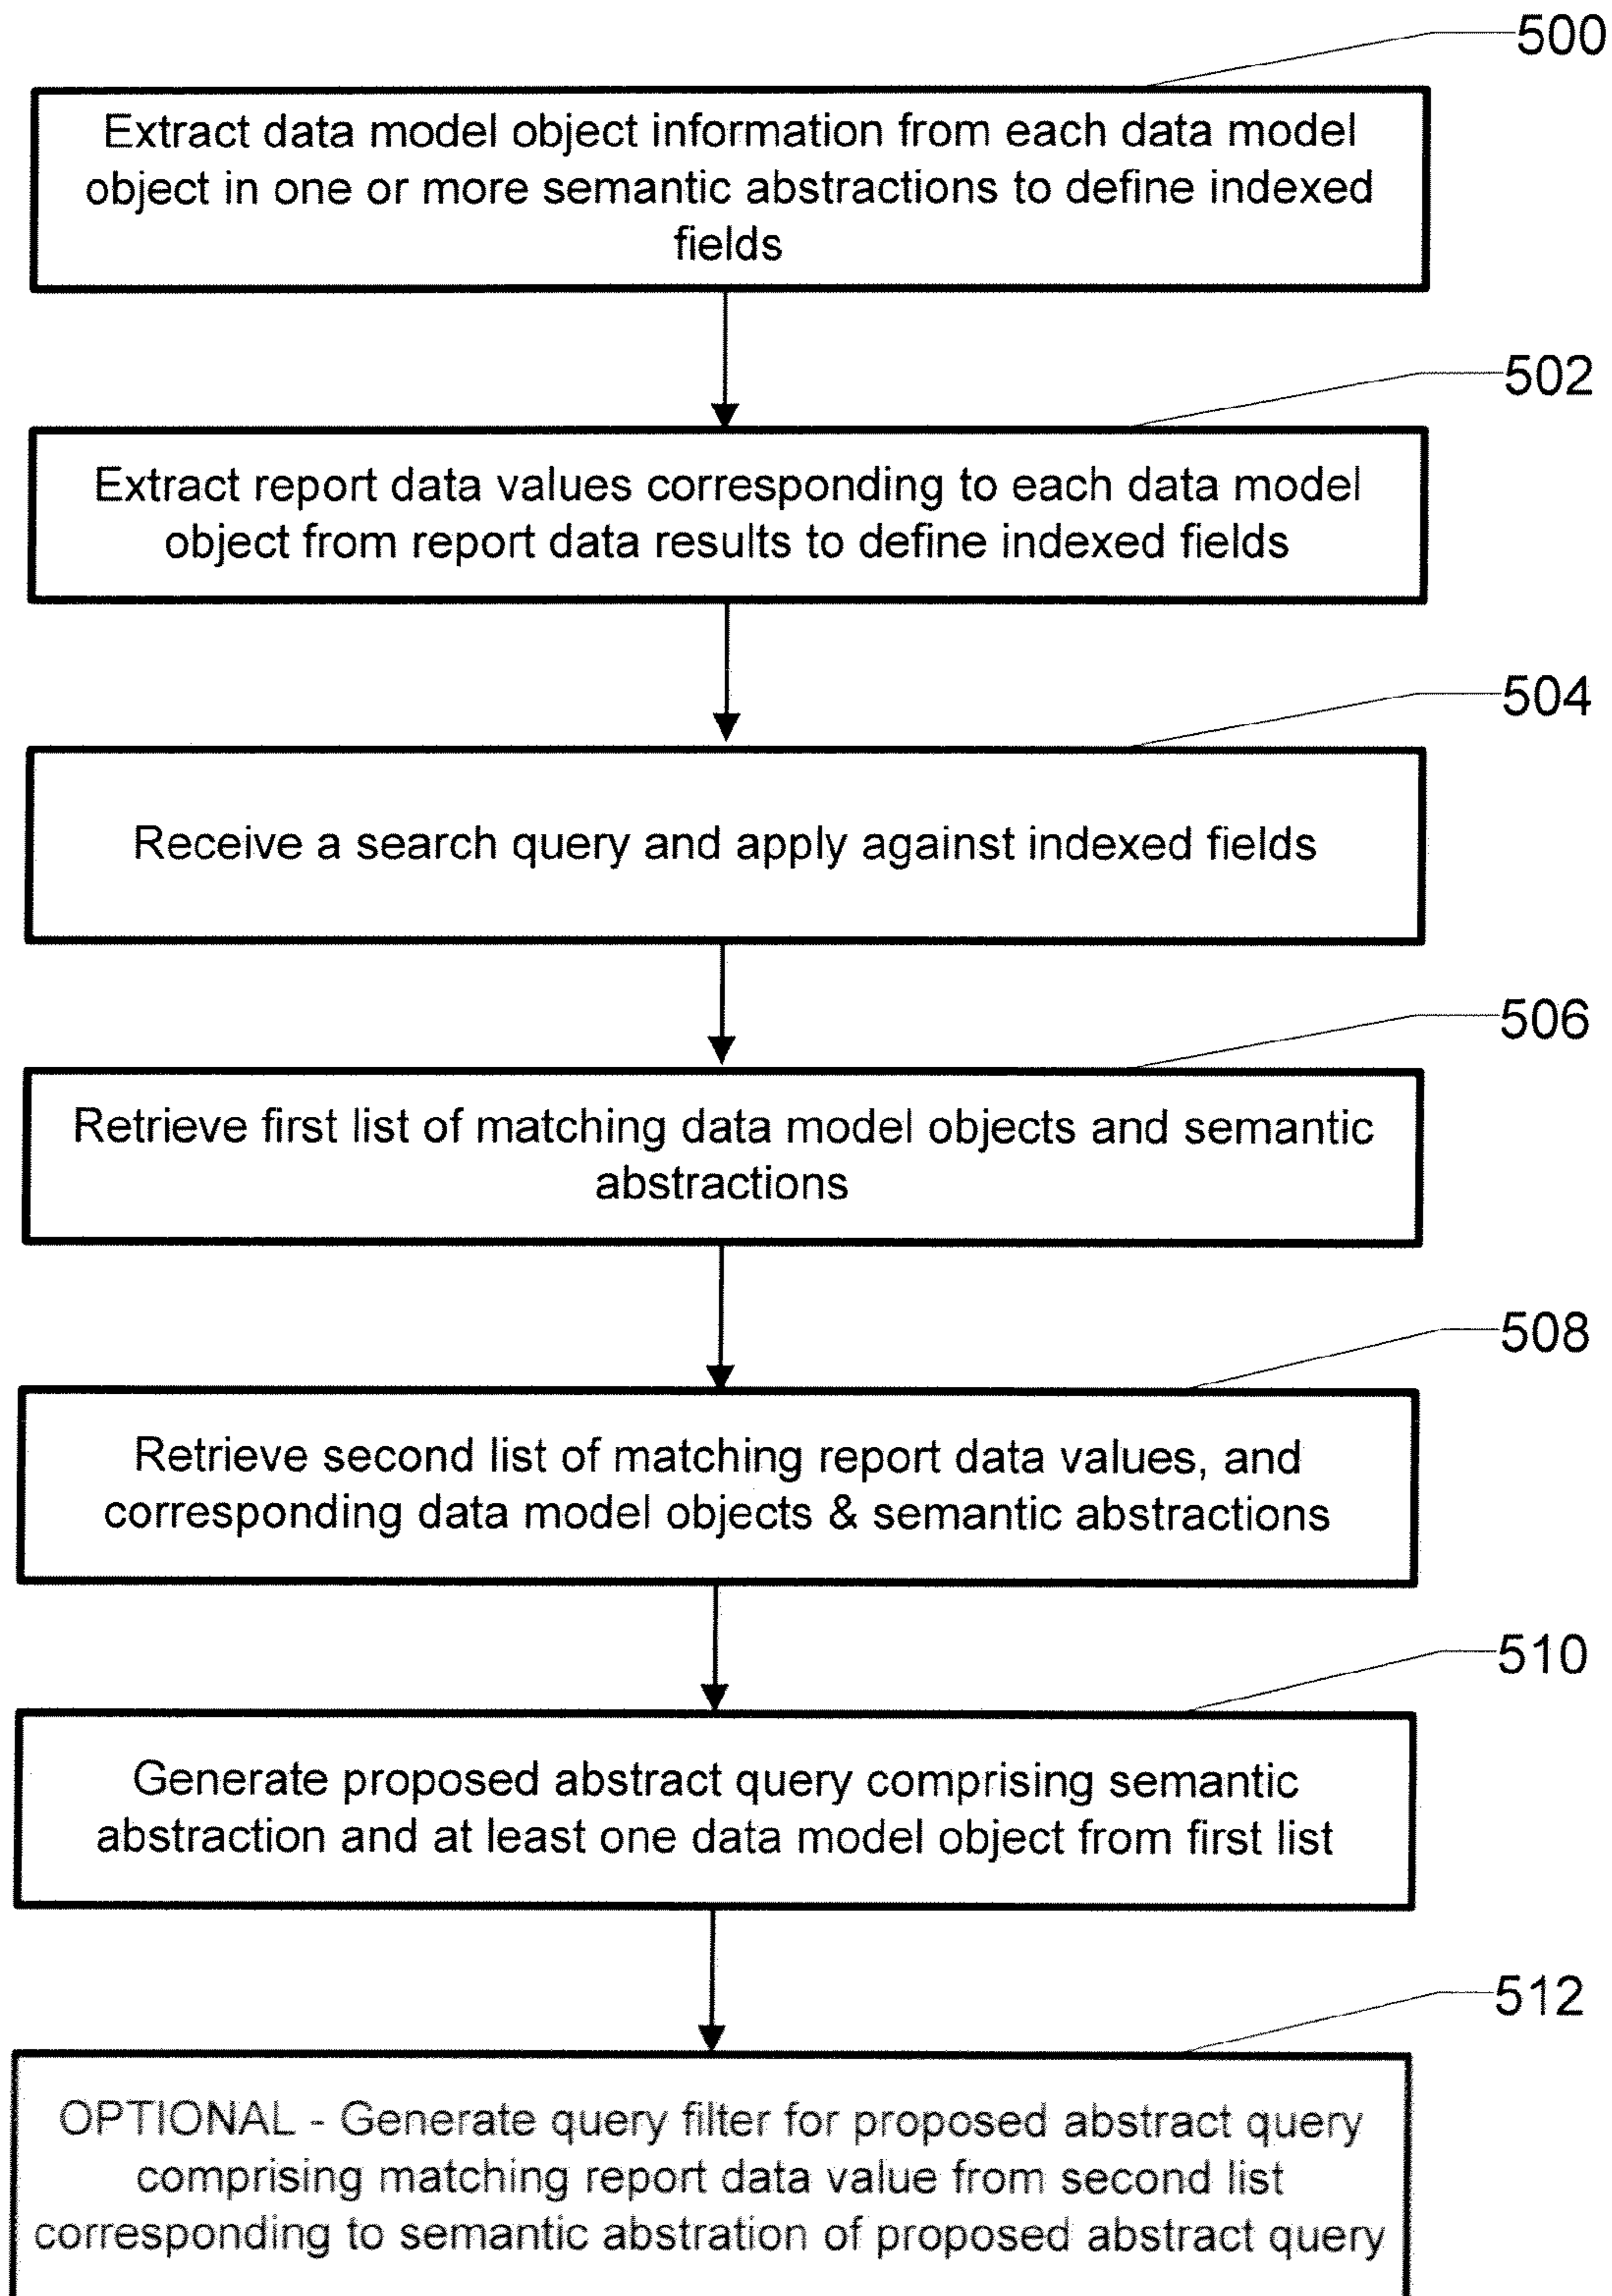 500
Extract data model object information from each data model
object in one or more semantic abstractions to define indexed
fields
502
Extract report data values corresponding to each data model
object from report data results to define indexed fields
504
Receive a search query and apply against indexed fields
506
Retrieve first list of matching data model objects and semantic
abstractions
508
Retrieve second list of matching report data values, and
corresponding data model objects & semantic abstractions
510
Generate proposed abstract query comprising semantic
abstraction and at least one data model object from first list
512
OPTIONAL - Generate query filter for proposed abstract query
comprising matching report data value from second list
corresponding to semantic abstration of proposed abstract query